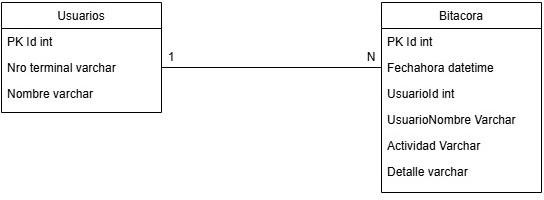 Usuarios
PK Id int
Nro terminal varchar
Nombre varchar
1
N
Bitacora
PK Id int
Fechahora datetime
UsuarioId int
UsuarioNombre Varchar
Actividad Varchar
Detalle varchar